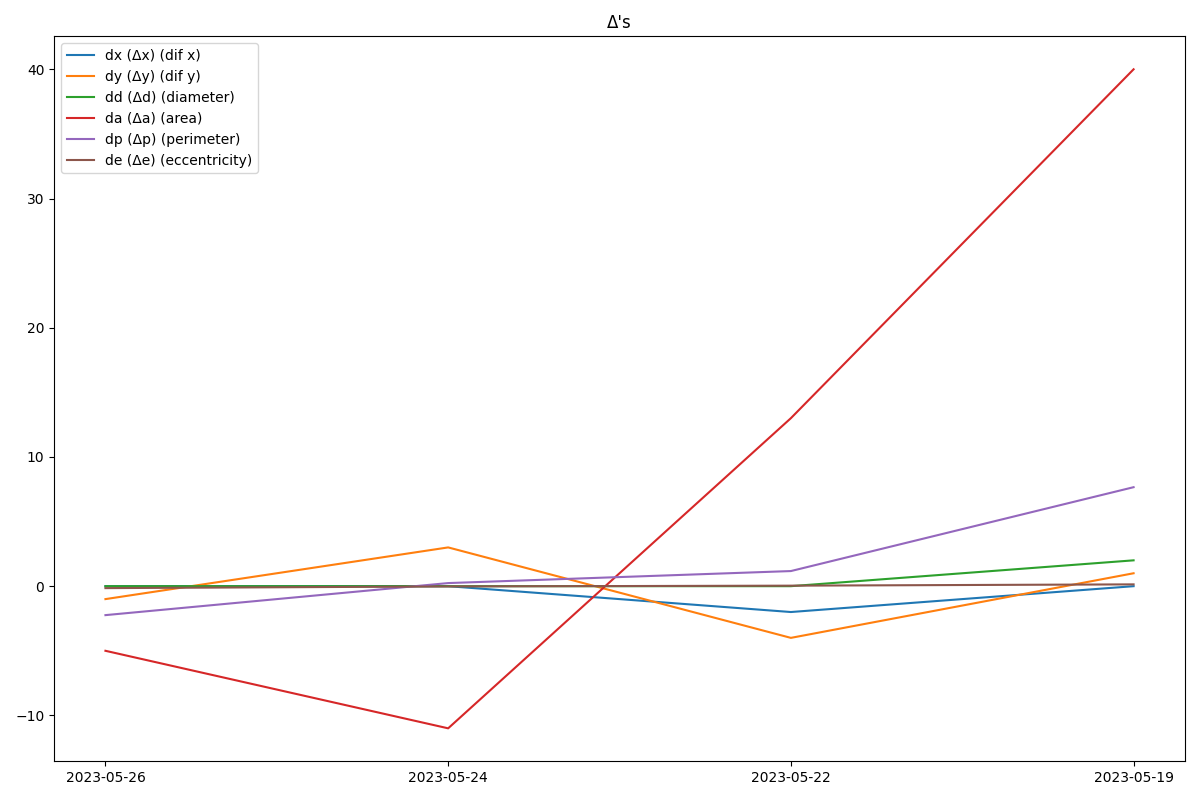 Δ's
dx (Δx) (dif x)
dy (Δy) (dif y)
dd (Δd) (diameter)
da (Δa) (area)
dp (Δp) (perimeter)
de (Δe) (eccentricity)
40
30
20
10
0
−10
2023-05-26 2023-05-24 2023-05-22 2023-05-19